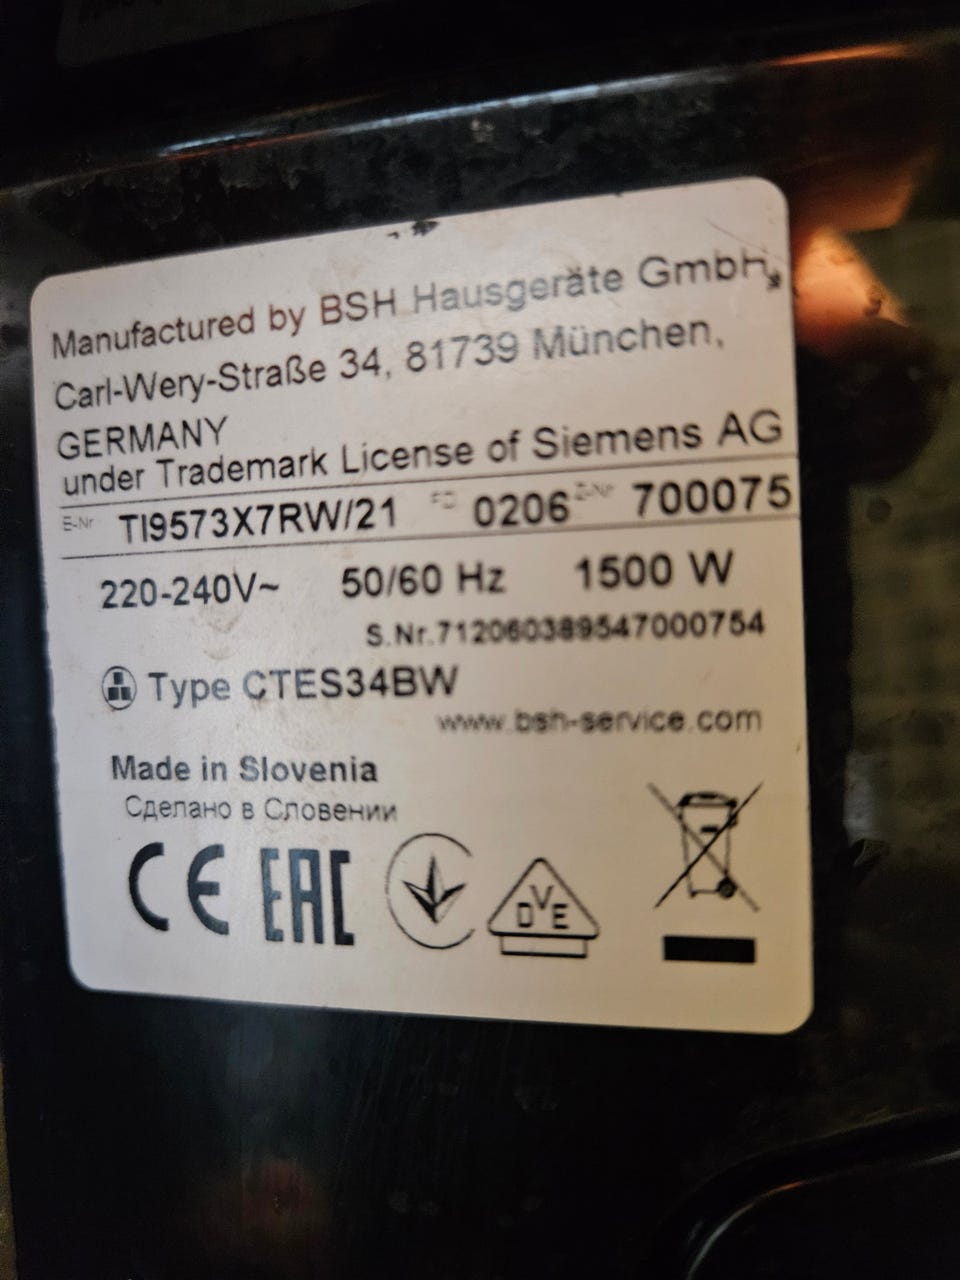 Manufactured by BSH Hausgeräte GmbH,
Carl-Wery-Straße 34, 81739 München,
GERMANY
under Trademark License of Siemens AG
E-Nr TI9573X7RW/21 FD 0206 Z-Nr 700075
220-240V~ 50/60 Hz 1500 W
S.Nr.712060389547000754
Type CTES34BW
www.bsh-service.com
Made in Slovenia
Сделано в Словении
CE EAC DVE